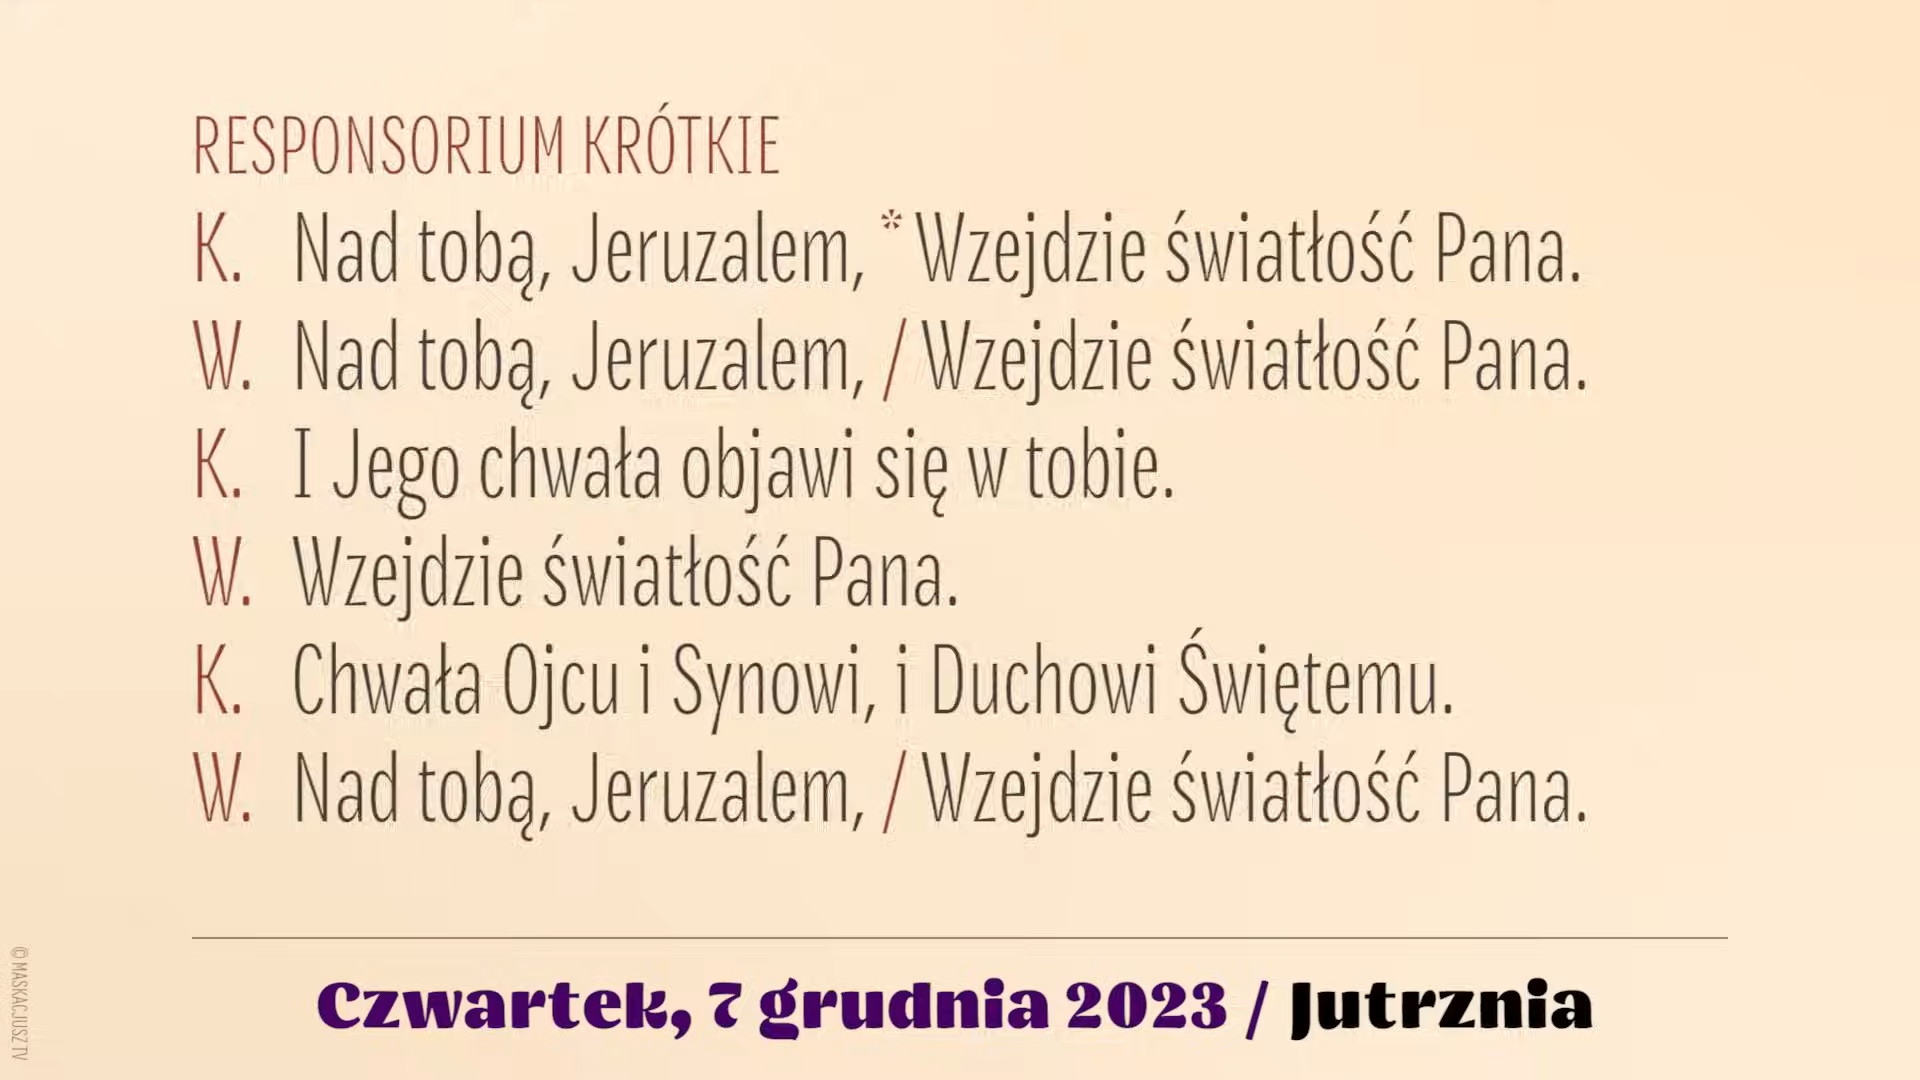 RESPONSORIUM KRÓTKIE
K. Nad tobą, Jeruzalem, * Wzejdzie światłość Pana.
W. Nad tobą, Jeruzalem, / Wzejdzie światłość Pana.
K. I Jego chwała objawi się w tobie.
W. Wzejdzie światłość Pana.
K. Chwała Ojcu i Synowi, i Duchowi Świętemu.
W. Nad tobą, Jeruzalem, / Wzejdzie światłość Pana.
Czwartek, 7 grudnia 2023 / Jutrznia
© MASKACJUSZ TV